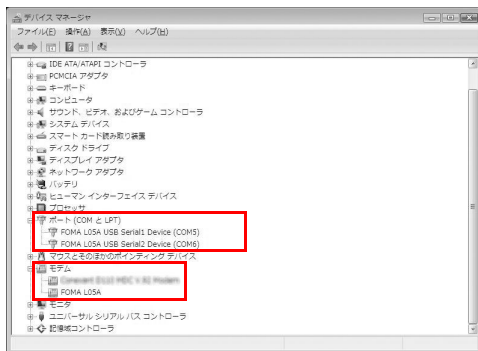 デバイス マネージャ
ファイル(F) 操作(A) 表示(V) ヘルプ(H)
IDE ATA/ATAPI コントローラ
PCMCIA アダプタ
キーボード
コンピュータ
サウンド、ビデオ、およびゲーム コントローラ
システム デバイス
スマート カード読み取り装置
ディスク ドライブ
ディスプレイ アダプタ
ネットワーク アダプタ
バッテリ
ヒューマン インターフェイス デバイス
プロセッサ
ポート (COM と LPT)
FOMA L05A USB Serial1 Device (COM5)
FOMA L05A USB Serial2 Device (COM6)
マウスとそのほかのポインティング デバイス
モデム
FOMA L05A
モニタ
ユニバーサル シリアル バス コントローラ
記憶域コントローラ